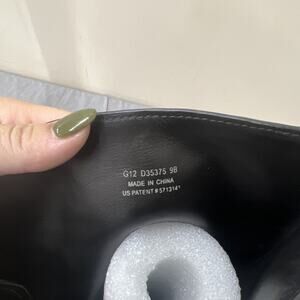 G12 D35375 9B
MADE IN CHINA
US PATENT # 5713141